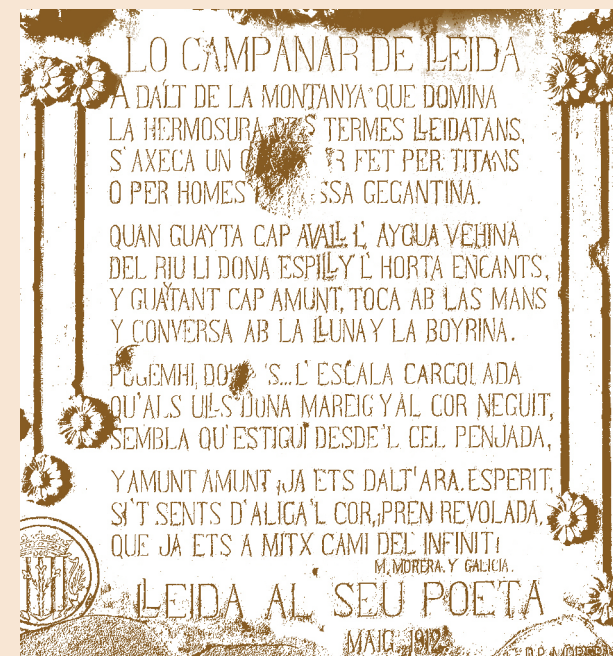 LO CAMPANAR DE LLEIDA
A DALT DE LA MONTANYA QUE DOMINA
LA HERMOSURA DELS TERMES LLEIDATANS,
S'AXECA UN FET PER TITANS
O PER HOMES GEGANTINA.
QUAN GUAYTA CAP AVALL, L'AYGUA VEHINA
DEL RIU LI DONA ESPILL Y L'HORTA ENCANTS,
Y GUAYTANT CAP AMUNT, TOCA AB LAS MANS
Y CONVERSA AB LA LLUNA Y LA BOYRINA.
PUGEMHI, L'ESCALA CARGOLADA
QU'ALS ULLS DONA MAREIG Y AL COR NEGUIT,
SEMBLA QU'ESTIGUI DESDE'L CEL PENJADA,
Y AMUNT AMUNT, JA ETS DALT' ARA. ESPERIT,
SI'T SENTS D'ALIGA'L COR, PREN REVOLADA,
QUE JA ETS A MITX CAMI DEL INFINIT!
M. MORERA Y GALICIA.
LLEIDA AL SEU POETA
MAIG